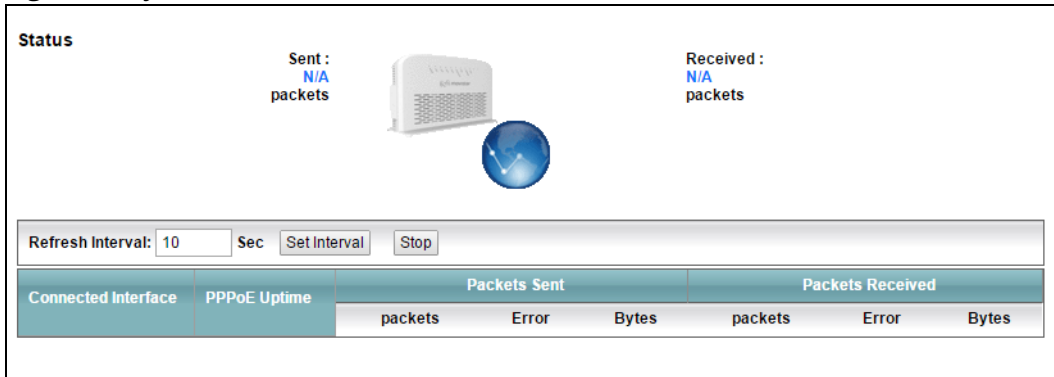 Status
Sent :
N/A
packets
Received :
N/A
packets
Refresh Interval: 10 Sec Set Interval Stop
Connected Interface PPPoE Uptime Packets Sent Packets Received
packets Error Bytes packets Error Bytes